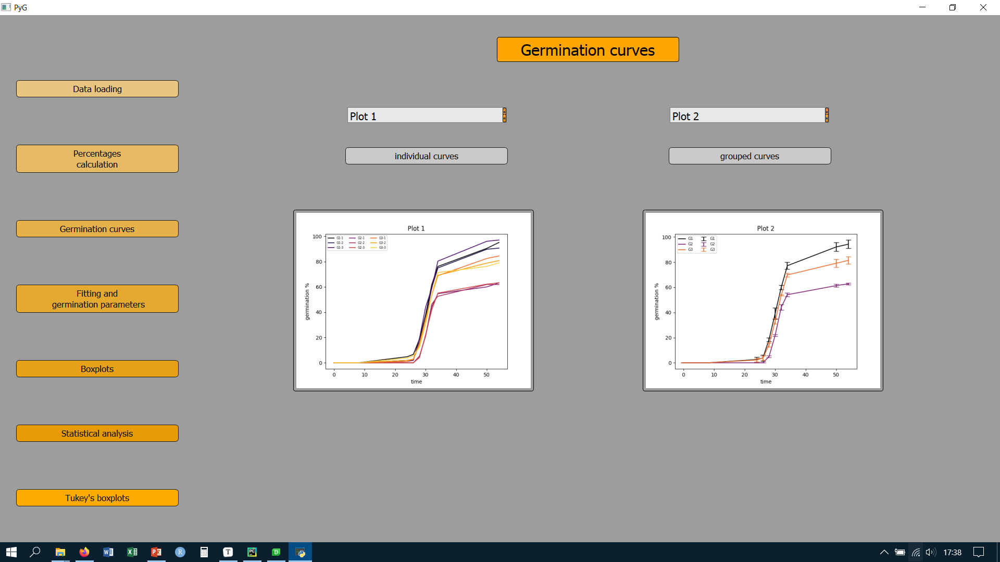 PyG
Germination curves
Data loading
Percentages
calculation
Germination curves
Fitting and
germination parameters
Boxplots
Statistical analysis
Tukey's boxplots
Plot 1
individual curves
Plot 1
G1-1 G2-1 G3-1
G1-2 G2-2 G3-2
G1-3 G2-3 G3-3
100
80
60
40
20
0
germination %
0 10 20 30 40 50
time
Plot 2
grouped curves
Plot 2
G1 G1
G2 G2
G3 G3
100
80
60
40
20
0
germination %
0 10 20 30 40 50
time
W
X
P
R
T
PC
D
17:38